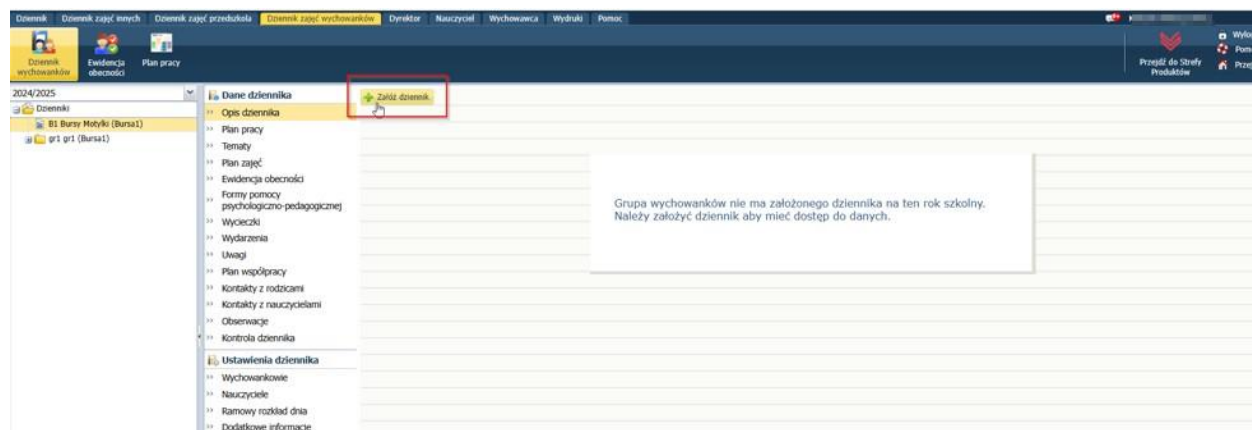 Dziennik Dziennik zajęć innych Dziennik zajęć przedszkola Dziennik zajęć wychowanków Dyrektor Nauczyciel Wychowawca Wydruki Pomoc
Dziennik
wychowanków
Ewidencja
obecności
Plan pracy
Przejdź do Strefy
Produktów
Wylo
Pom
Prze
2024/2025
Dzienniki
B1 Bursy Motylki (Bursa1)
gr1 gr1 (Bursa1)
Dane dziennika
Opis dziennika
Plan pracy
Tematy
Plan zajęć
Ewidencja obecności
Formy pomocy
psychologiczno-pedagogicznej
Wycieczki
Wydarzenia
Uwagi
Plan współpracy
Kontakty z rodzicami
Kontakty z nauczycielami
Obserwacje
Kontrola dziennika
Ustawienia dziennika
Wychowankowie
Nauczyciele
Ramowy rozkład dnia
Dodatkowe informacje
Załóż dziennik
Grupa wychowanków nie ma założonego dziennika na ten rok szkolny.
Należy założyć dziennik aby mieć dostęp do danych.